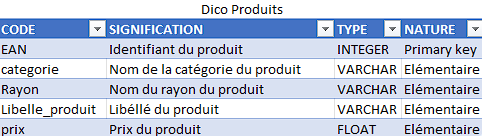 Dico Produits
CODE SIGNIFICATION TYPE NATURE
EAN Identifiant du produit INTEGER Primary key
categorie Nom de la catégorie du produit VARCHAR Elémentaire
Rayon Nom du rayon du produit VARCHAR Elémentaire
Libelle_produit Libéllé du produit VARCHAR Elémentaire
prix Prix du produit FLOAT Elémentaire